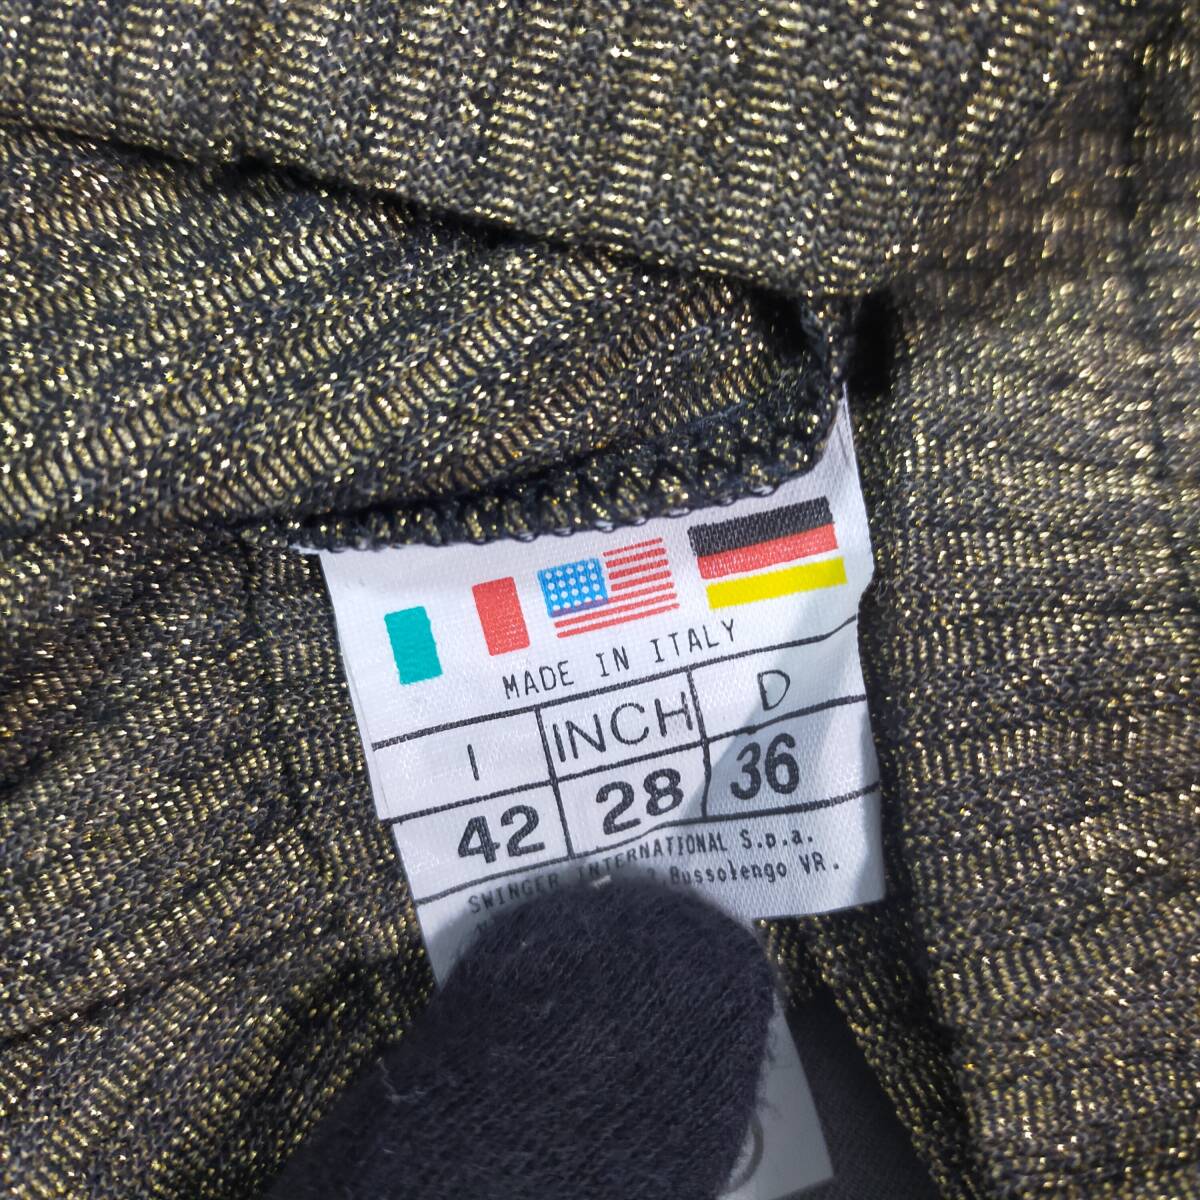 MADE IN ITALY
I INCH D
42 28 36
SWINGER INTERNATIONAL S.p.a.
Bussolengo VR.